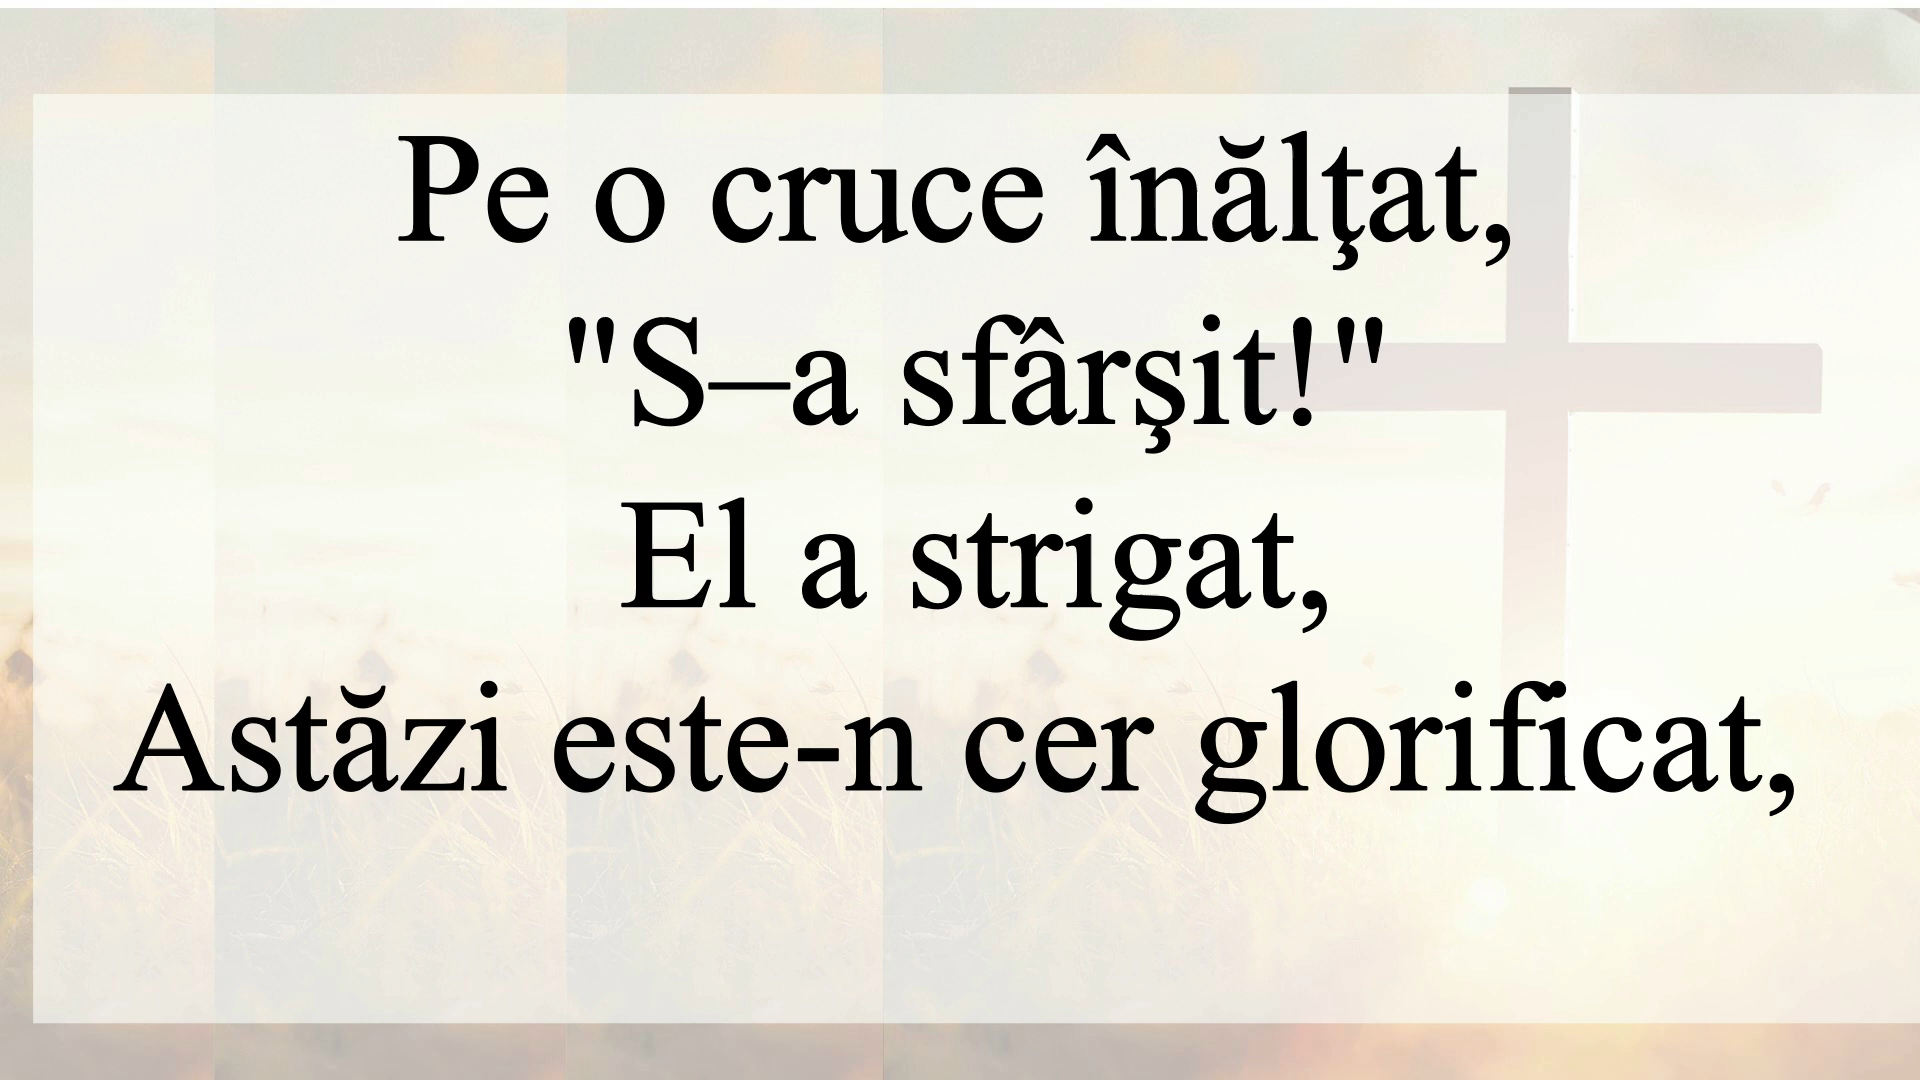 Pe o cruce înălţat,
"S–a sfârşit!"
El a strigat,
Astăzi este-n cer glorificat,